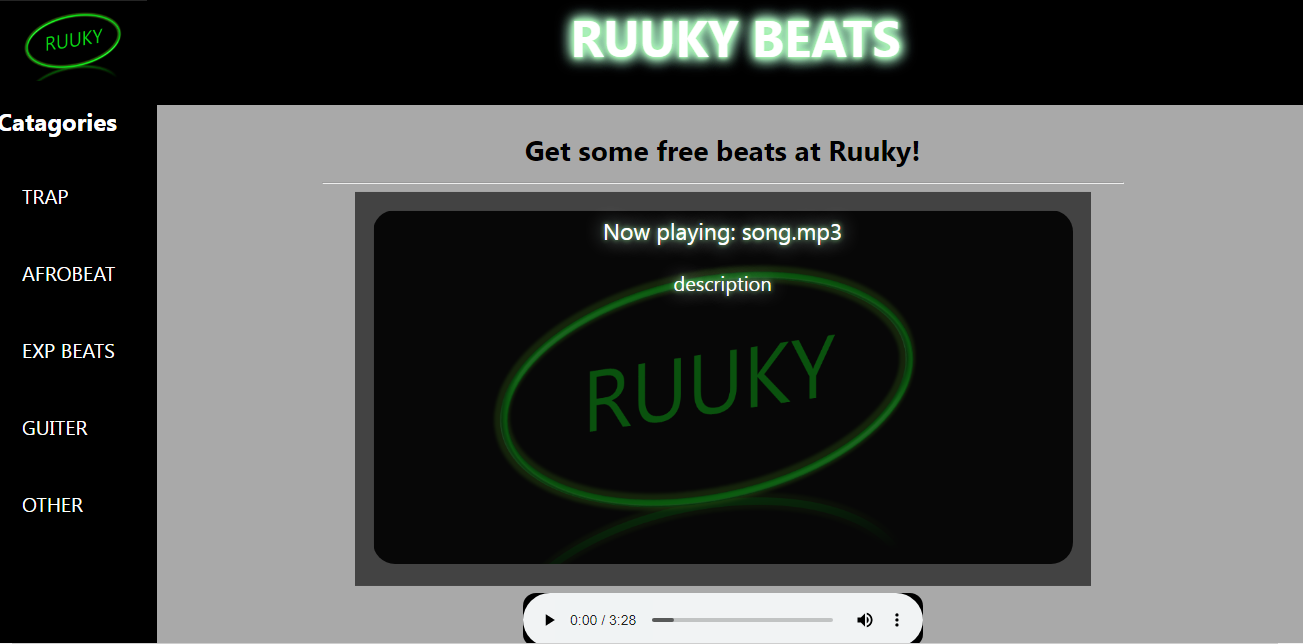 RUUKY
RUUKY BEATS
Catagories
TRAP
AFROBEAT
EXP BEATS
GUITER
OTHER
Get some free beats at Ruuky!
Now playing: song.mp3
description
RUUKY
0:00 / 3:28